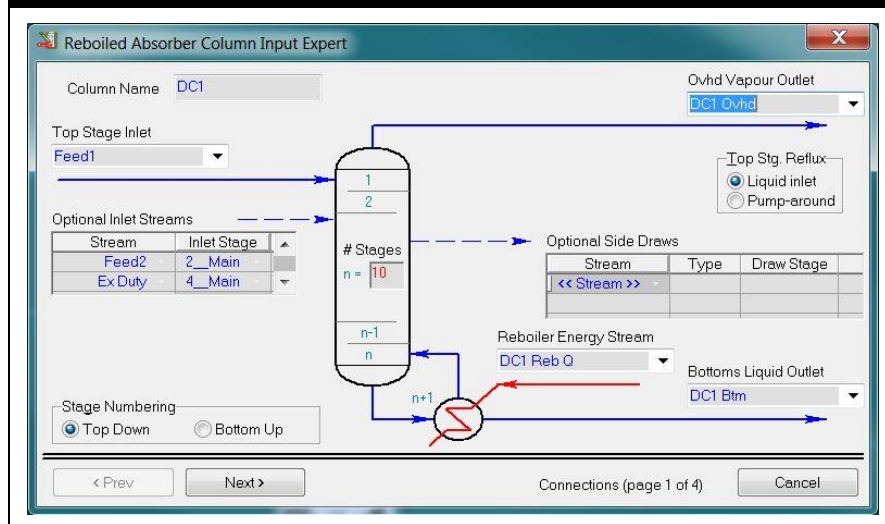 Reboiled Absorber Column Input Expert
Column Name DC1
Ovhd Vapour Outlet
DC1 Ovhd
Top Stage Inlet
Feed1
Top Stg. Reflux
Liquid inlet
Pump-around
1
2
Optional Inlet Streams
Stream Inlet Stage
Feed2 2__Main
Ex Duty 4__Main
# Stages
n = 10
Optional Side Draws
Stream Type Draw Stage
<< Stream >>
n-1
n
n+1
Reboiler Energy Stream
DC1 Reb Q
Bottoms Liquid Outlet
DC1 Btm
Stage Numbering
Top Down Bottom Up
< Prev Next > Connections (page 1 of 4) Cancel